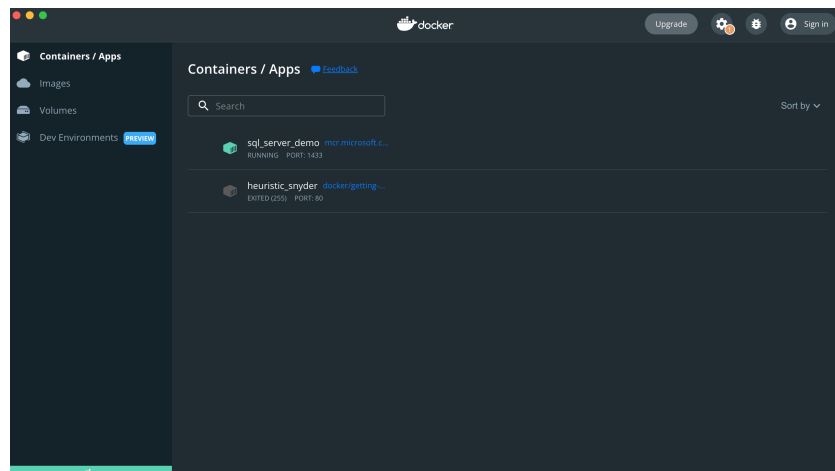 docker
Upgrade
Sign in
Containers / Apps
Images
Volumes
Dev Environments PREVIEW
Containers / Apps Feedback
Search
Sort by
sql_server_demo mcr.microsoft.c...
RUNNING PORT: 1433
heuristic_snyder docker/getting-...
EXITED (255) PORT: 80